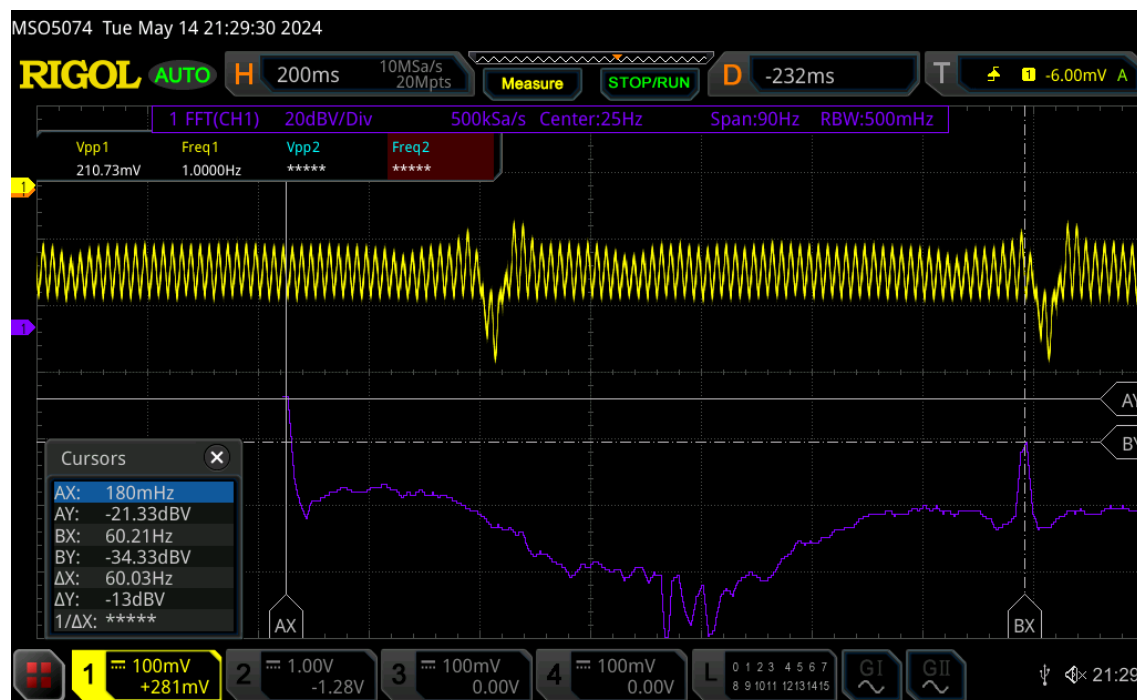 MSO5074 Tue May 14 21:29:30 2024
RIGOL AUTO H 200ms 10MSa/s 20Mpts Measure STOP/RUN D -232ms T 1 -6.00mV A
1 FFT(CH1) 20dBV/Div 500kSa/s Center:25Hz Span:90Hz RBW:500mHz
Vpp1 Freq1 Vpp2 Freq2
210.73mV 1.0000Hz ***** *****
1
1
AY
BY
Cursors
AX: 180mHz
AY: -21.33dBV
BX: 60.21Hz
BY: -34.33dBV
ΔX: 60.03Hz
ΔY: -13dBV
1/ΔX: *****
AX BX
1 100mV 2 1.00V 3 100mV 4 100mV L 0 1 2 3 4 5 6 7 GI GII
+281mV -1.28V 0.00V 0.00V 8 9 10 11 12 13 14 15 21:29